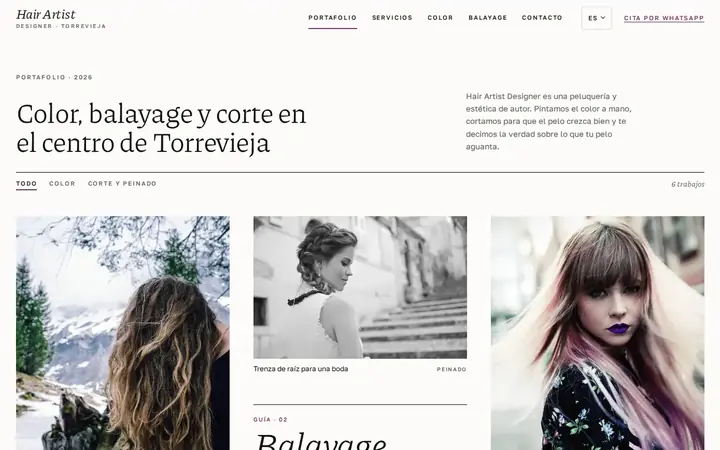 Hair Artist
DESIGNER · TORREVIEJA
PORTAFOLIO
SERVICIOS
COLOR
BALAYAGE
CONTACTO
ES
CITA POR WHATSAPP
PORTAFOLIO · 2026
Color, balayage y corte en
el centro de Torrevieja
Hair Artist Designer es una peluquería y
estética de autor. Pintamos el color a mano,
cortamos para que el pelo crezca bien y te
decimos la verdad sobre lo que tu pelo
aguanta.
TODO
COLOR
CORTE Y PEINADO
6 trabajos
Trenza de raíz para una boda
PEINADO
GUÍA · 02
Balayage